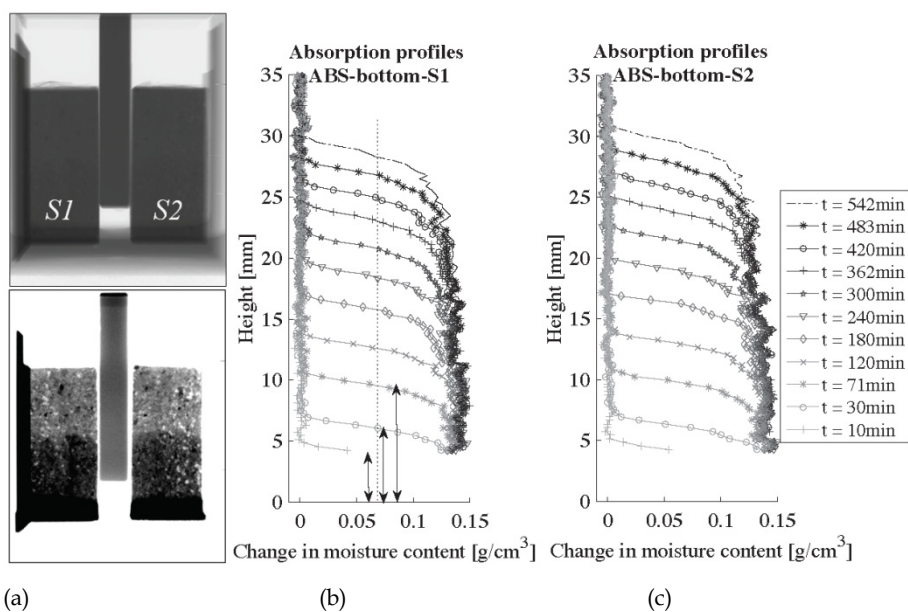 S1
S2
Absorption profiles
ABS-bottom-S1
35
30
25
20
15
10
5
0
Height [mm]
0
0.05
0.1
0.15
Change in moisture content [g/cm³]
Absorption profiles
ABS-bottom-S2
35
30
25
20
15
10
5
0
Height [mm]
0
0.05
0.1
0.15
Change in moisture content [g/cm³]
t = 542min
t = 483min
t = 420min
t = 362min
t = 300min
t = 240min
t = 180min
t = 120min
t = 71min
t = 30min
t = 10min
(a)
(b)
(c)